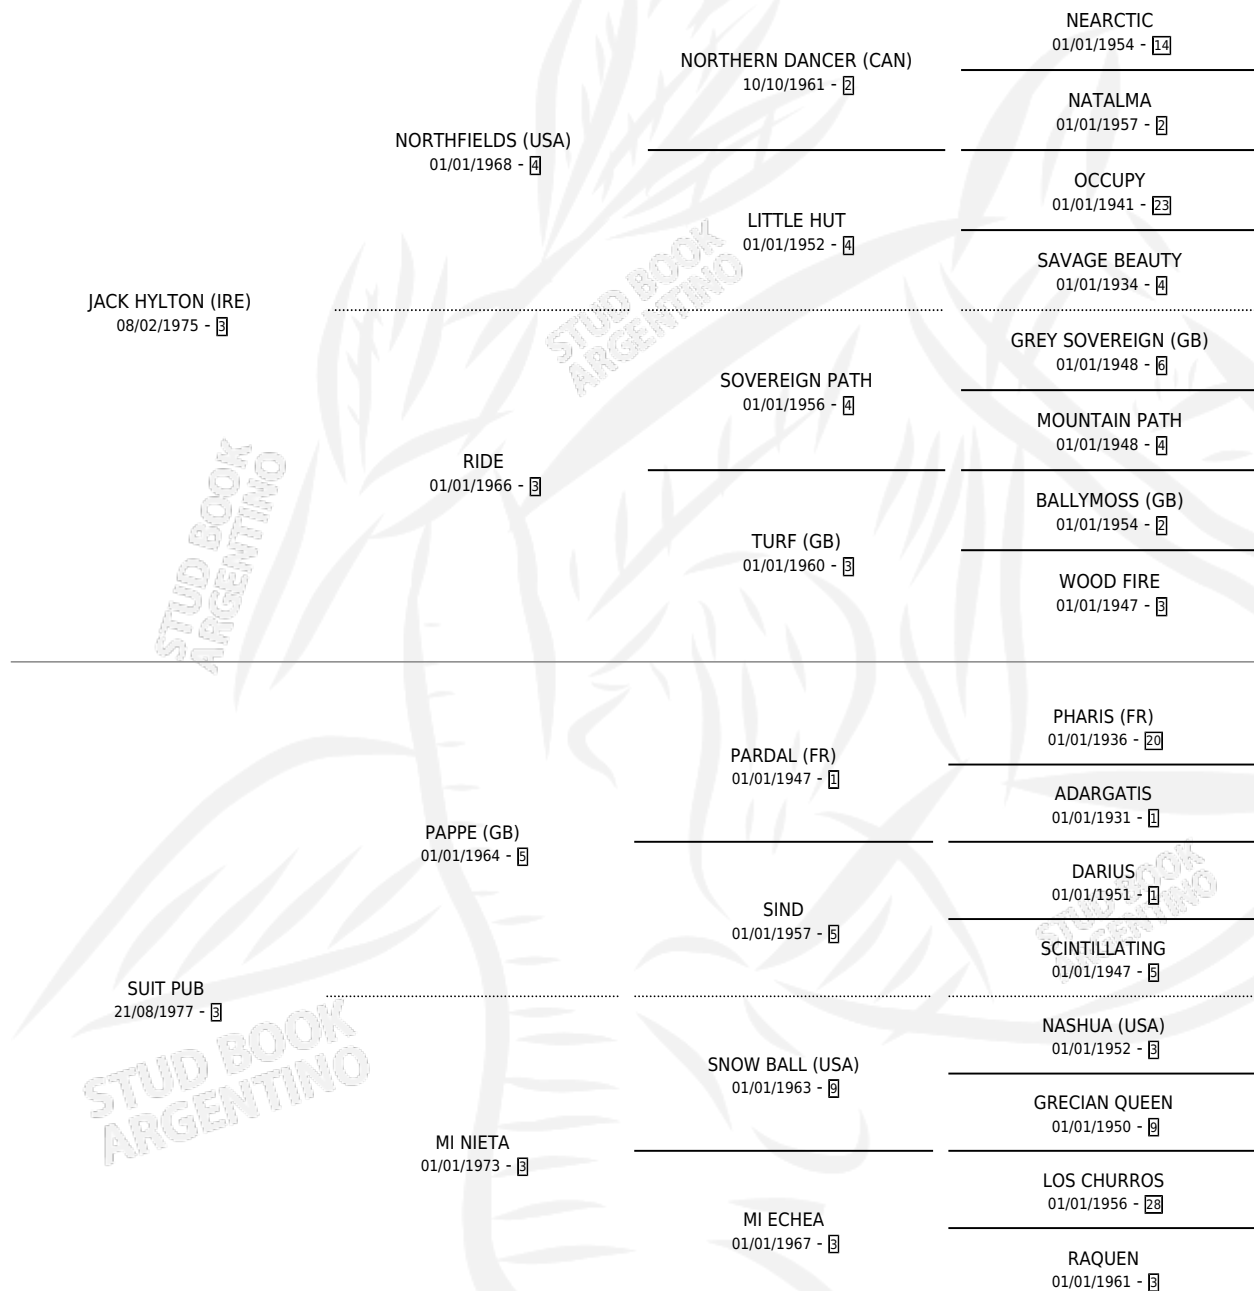 NEARCTIC
01/01/1954 - 14
NORTHERN DANCER (CAN)
10/10/1961 - 2
NATALMA
01/01/1957 - 2
NORTHFIELDS (USA)
01/01/1968 - 4
OCCUPY
01/01/1941 - 23
LITTLE HUT
01/01/1952 - 4
SAVAGE BEAUTY
01/01/1934 - 4
JACK HYLTON (IRE)
08/02/1975 - 3
GREY SOVEREIGN (GB)
01/01/1948 - 6
SOVEREIGN PATH
01/01/1956 - 4
MOUNTAIN PATH
01/01/1948 - 4
RIDE
01/01/1966 - 3
BALLYMOSS (GB)
01/01/1954 - 2
TURF (GB)
01/01/1960 - 3
WOOD FIRE
01/01/1947 - 3
PHARIS (FR)
01/01/1936 - 20
PARDAL (FR)
01/01/1947 - 1
ADARGATIS
01/01/1931 - 1
PAPPE (GB)
01/01/1964 - 5
DARIUS
01/01/1951 - 1
SIND
01/01/1957 - 5
SCINTILLATING
01/01/1947 - 5
SUIT PUB
21/08/1977 - 3
NASHUA (USA)
01/01/1952 - 3
SNOW BALL (USA)
01/01/1963 - 9
GRECIAN QUEEN
01/01/1950 - 9
MI NIETA
01/01/1973 - 3
LOS CHURROS
01/01/1956 - 28
MI ECHEA
01/01/1967 - 3
RAQUEN
01/01/1961 - 3
STUD BOOK
ARGENTINO
STUD BOOK
ARGENTINO
STUD BOOK
ARGENTINO
STUD BOOK
ARGENTINO